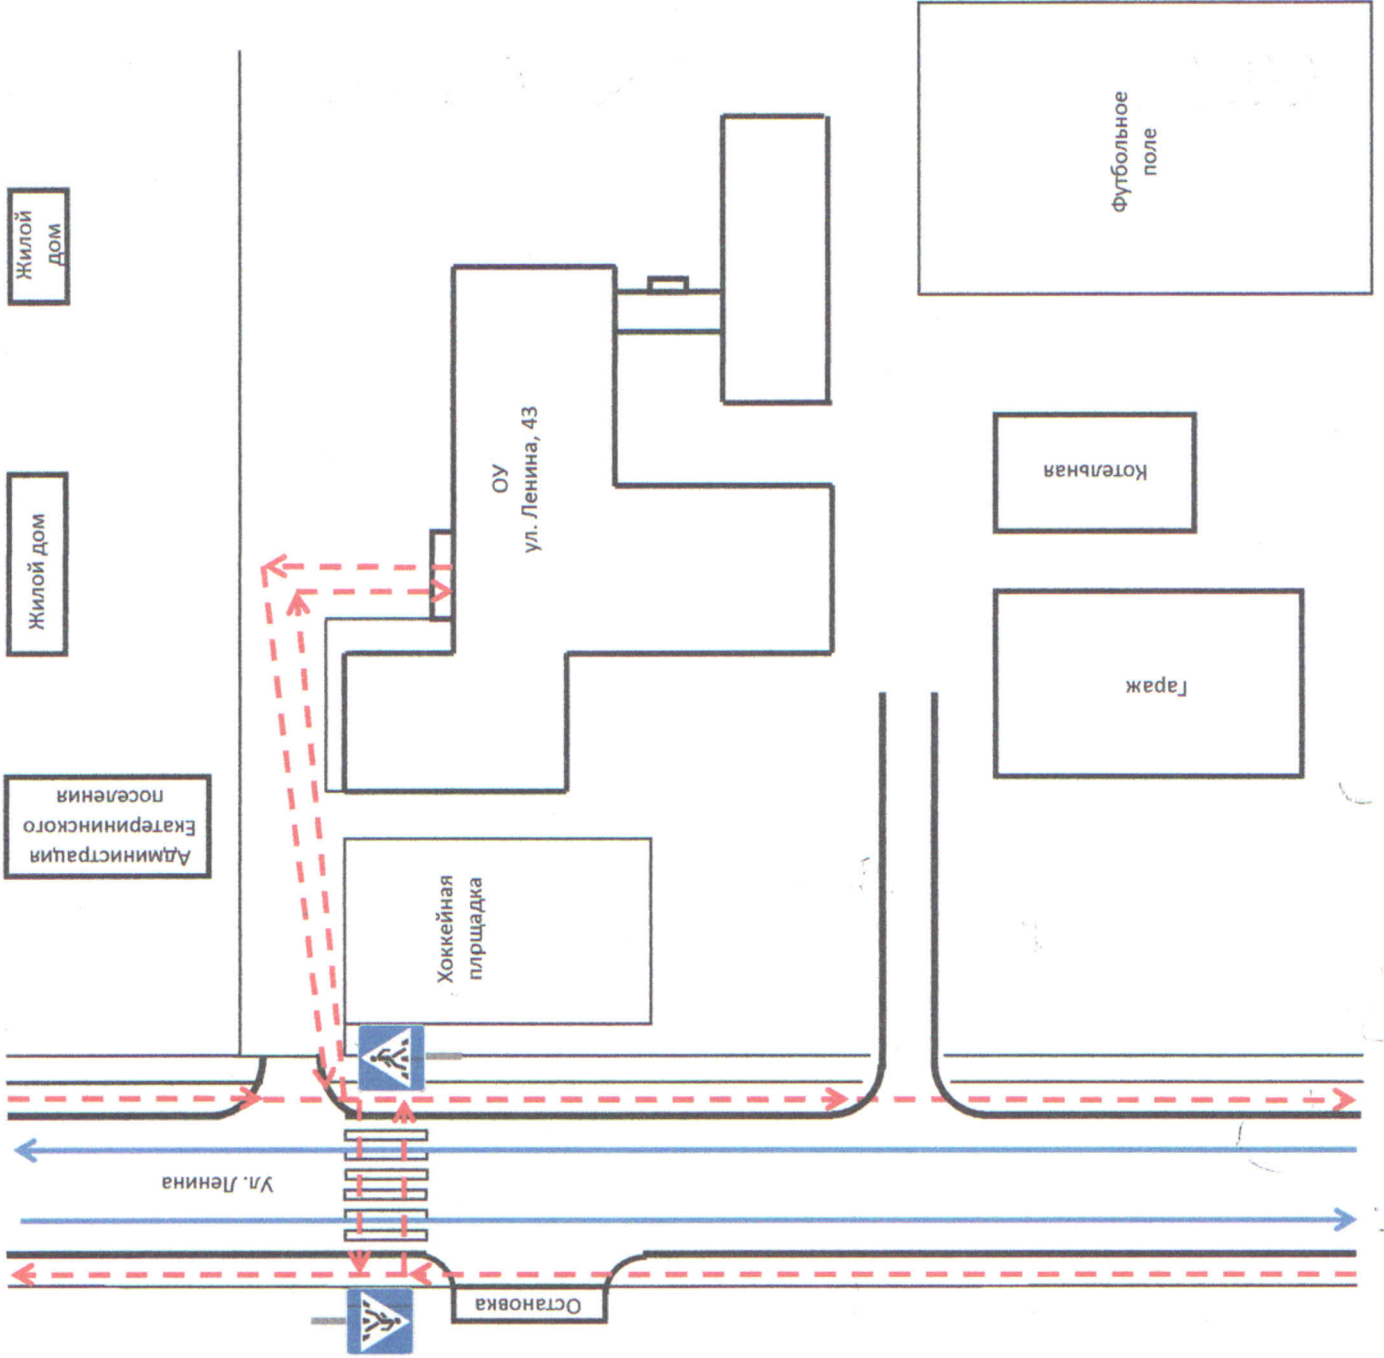 Футбольное
поле
Жилой
дом
ОУ
ул. Ленина, 43
Котельная
Жилой дом
Гараж
Администрация
Екатерининского
поселения
Хоккейная
плрщадка
Ул. Ленина
Остановка